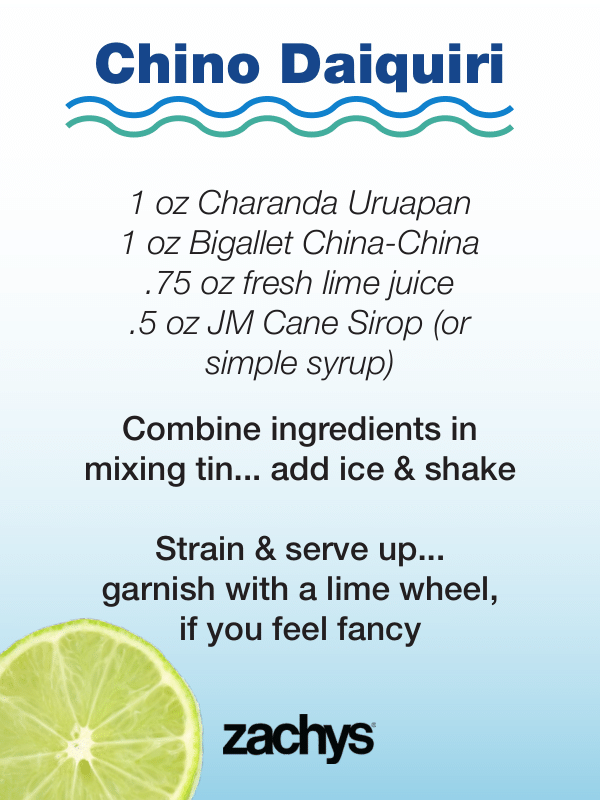 Chino Daiquiri
1 oz Charanda Uruapan
1 oz Bigallet China-China
.75 oz fresh lime juice
.5 oz JM Cane Sirop (or
simple syrup)
Combine ingredients in
mixing tin... add ice & shake
Strain & serve up...
garnish with a lime wheel,
if you feel fancy
zachys®